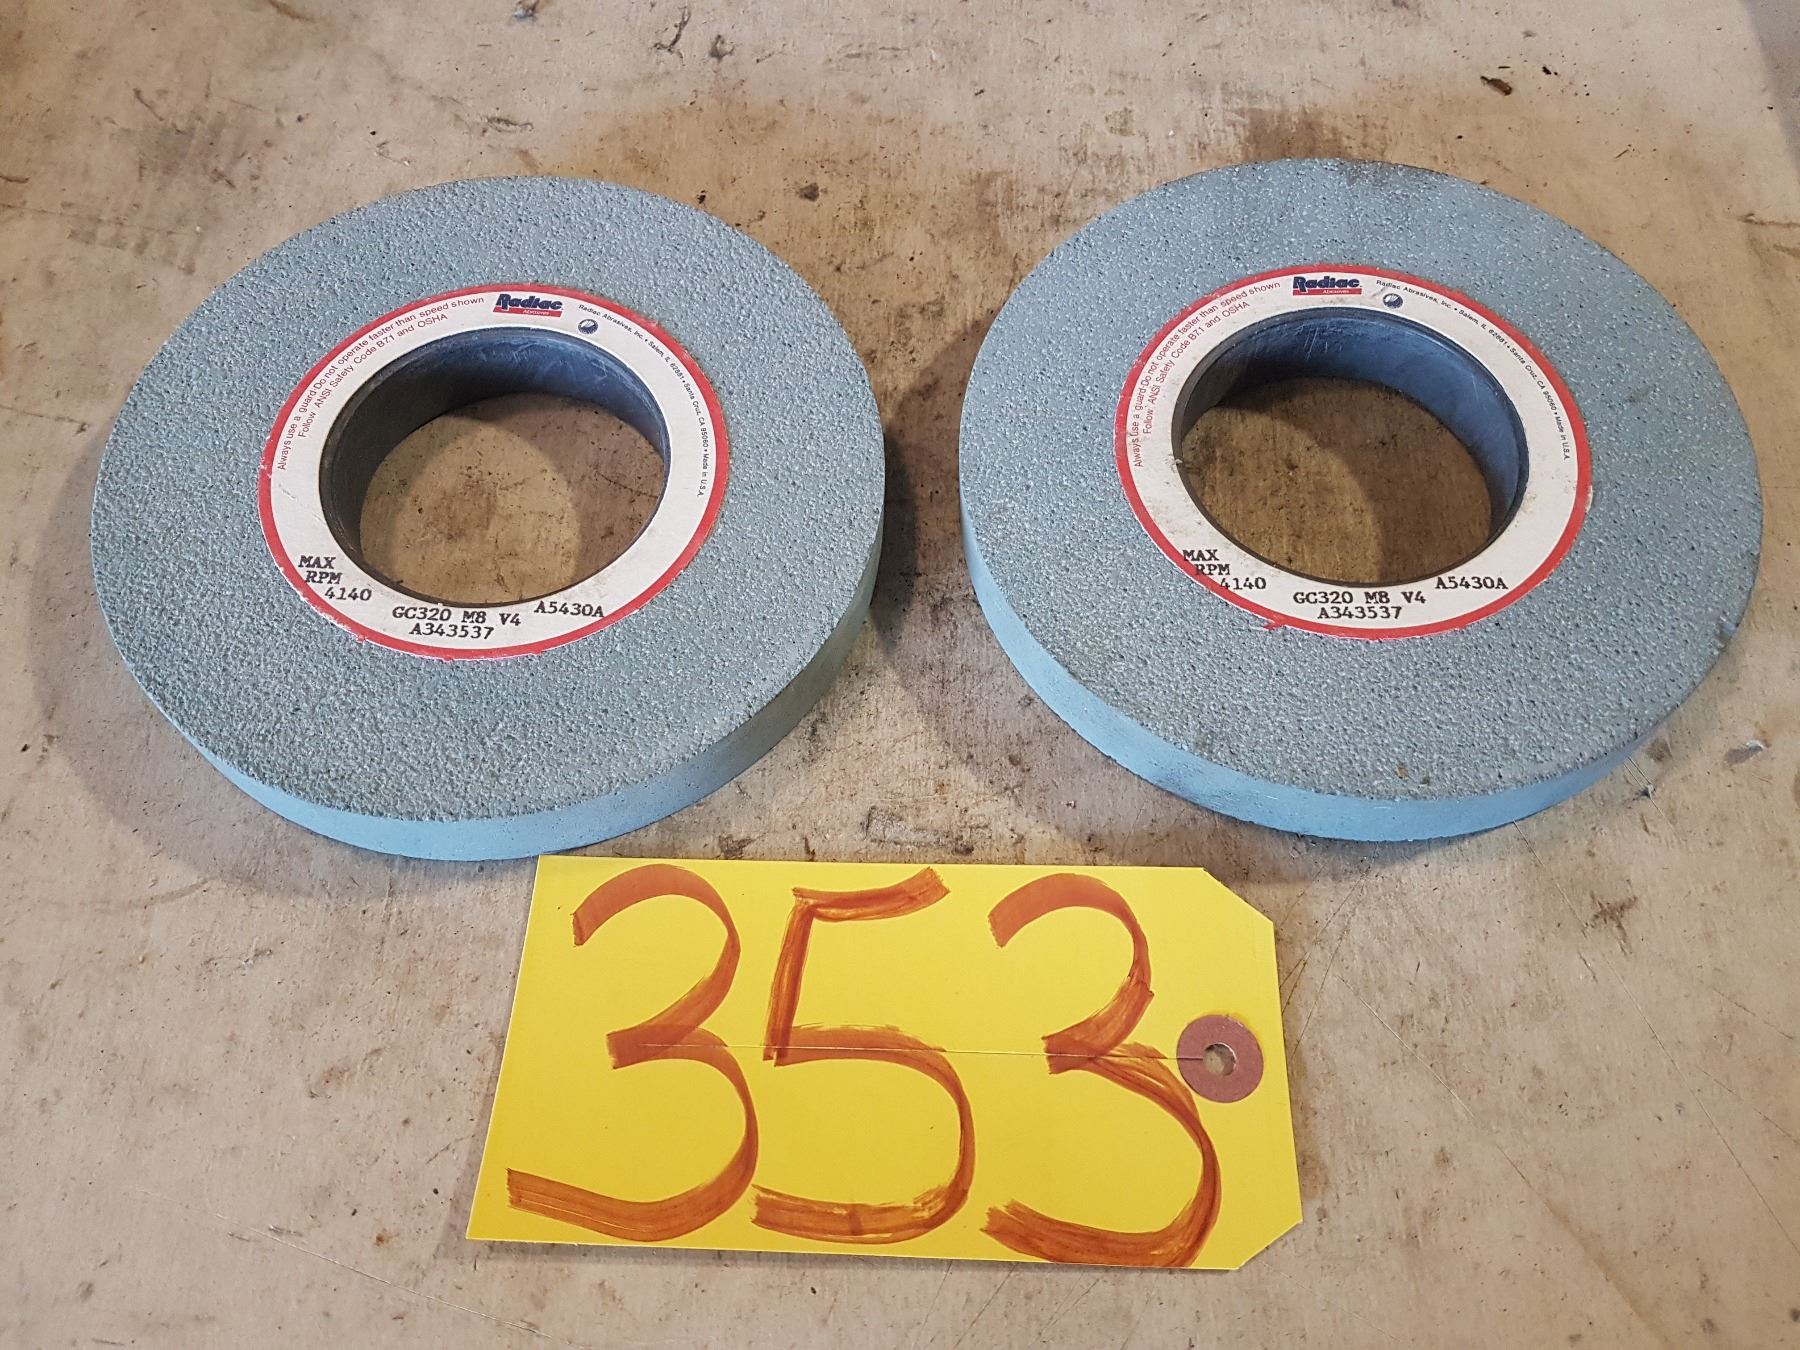 Always use a guard·Do not operate faster than speed shown
Follow ANSI Safety Code B7.1 and OSHA
Radiac
Abrasives
Radiac Abrasives, Inc. • Salem, IL 62881 • Santa Cruz, CA 95060 • Made in U.S.A.
MAX
RPM
4140
GC320 M8 V4
A5430A
A343537
Always use a guard·Do not operate faster than speed shown
Follow ANSI Safety Code B7.1 and OSHA
Radiac
Abrasives
Radiac Abrasives, Inc. • Salem, IL 62881 • Santa Cruz, CA 95060 • Made in U.S.A.
MAX
RPM
4140
GC320 M8 V4
A5430A
A343537
353